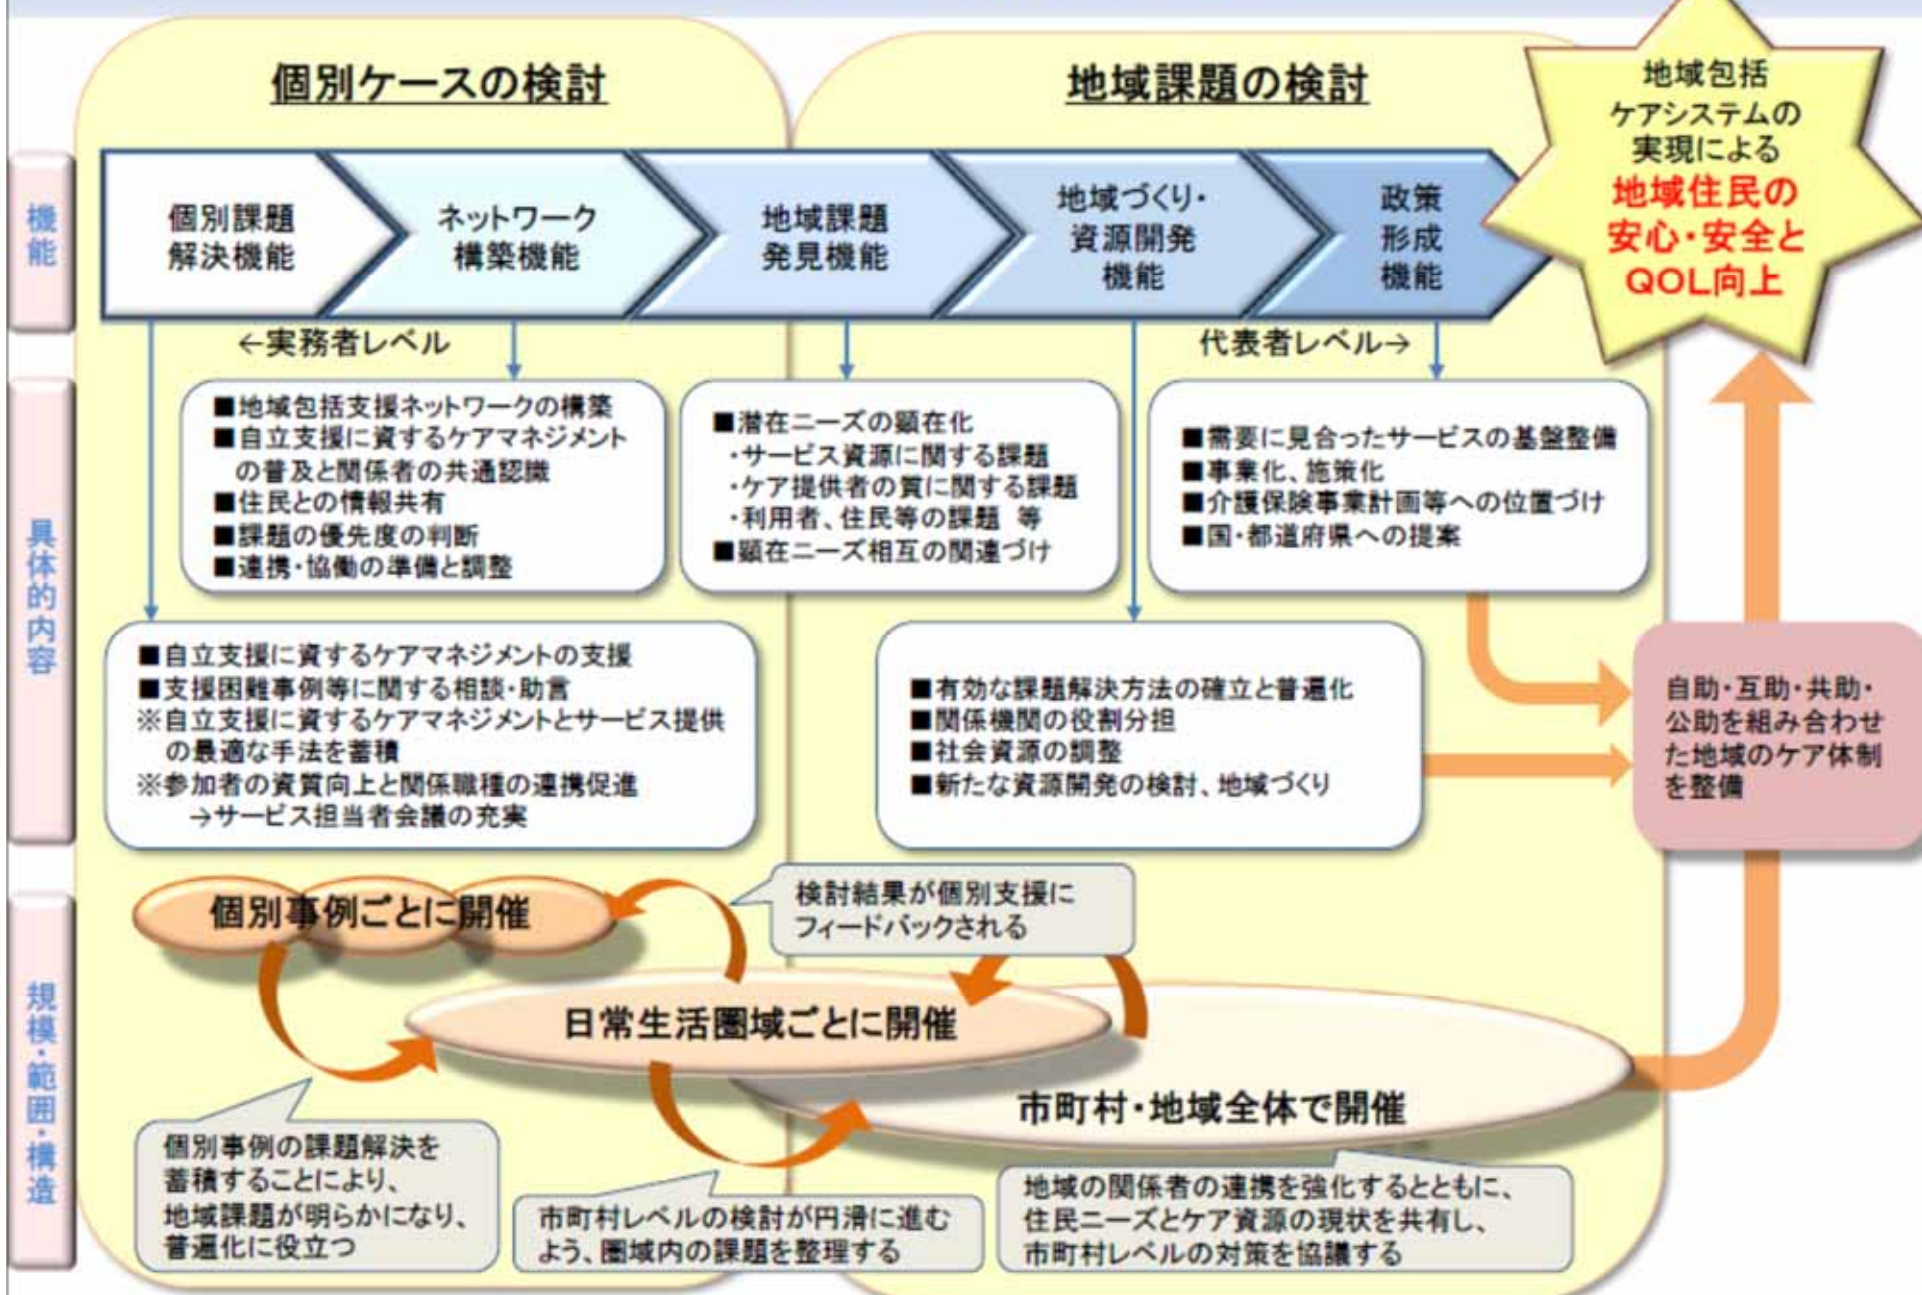 個別ケースの検討
地域課題の検討
地域包括
ケアシステムの
実現による
地域住民の
安心・安全と
QOL向上
機能
個別課題
解決機能
ネットワーク
構築機能
地域課題
発見機能
地域づくり・
資源開発
機能
政策
形成
機能
←実務者レベル
代表者レベル→
具体的内容
■地域包括支援ネットワークの構築
■自立支援に資するケアマネジメント
の普及と関係者の共通認識
■住民との情報共有
■課題の優先度の判断
■連携・協働の準備と調整
■潜在ニーズの顕在化
・サービス資源に関する課題
・ケア提供者の質に関する課題
・利用者、住民等の課題 等
■顕在ニーズ相互の関連づけ
■需要に見合ったサービスの基盤整備
■事業化、施策化
■介護保険事業計画等への位置づけ
■国・都道府県への提案
■自立支援に資するケアマネジメントの支援
■支援困難事例等に関する相談・助言
※自立支援に資するケアマネジメントとサービス提供
の最適な手法を蓄積
※参加者の資質向上と関係職種の連携促進
→サービス担当者会議の充実
■有効な課題解決方法の確立と普遍化
■関係機関の役割分担
■社会資源の調整
■新たな資源開発の検討、地域づくり
自助・互助・共助・
公助を組み合わせ
た地域のケア体制
を整備
規模・範囲・構造
個別事例ごとに開催
検討結果が個別支援に
フィードバックされる
日常生活圏域ごとに開催
市町村・地域全体で開催
個別事例の課題解決を
蓄積することにより、
地域課題が明らかになり、
普遍化に役立つ
市町村レベルの検討が円滑に進む
よう、圏域内の課題を整理する
地域の関係者の連携を強化するとともに、
住民ニーズとケア資源の現状を共有し、
市町村レベルの対策を協議する